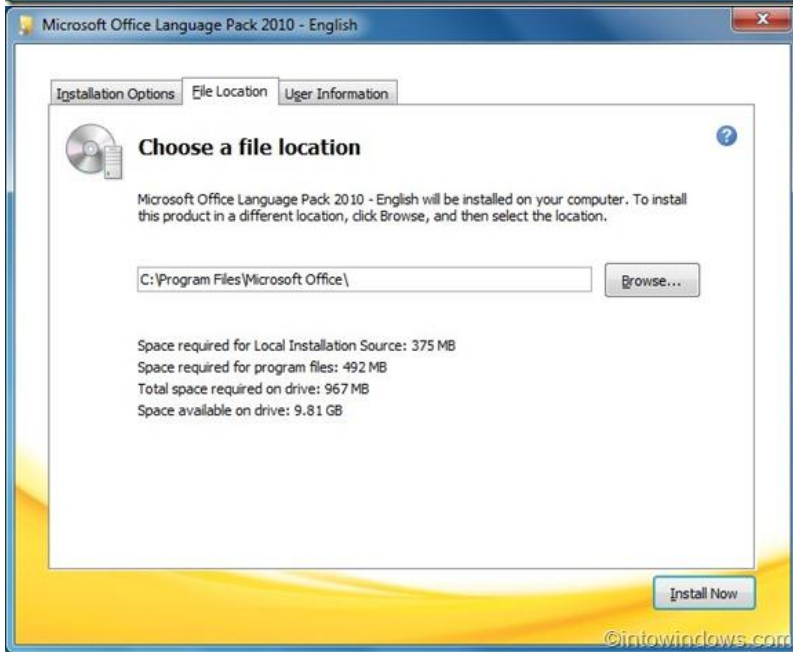 Microsoft Office Language Pack 2010 - English
Installation Options File Location User Information
Choose a file location
Microsoft Office Language Pack 2010 - English will be installed on your computer. To install
this product in a different location, click Browse, and then select the location.
C:\Program Files\Microsoft Office\ Browse...
Space required for Local Installation Source: 375 MB
Space required for program files: 492 MB
Total space required on drive: 967 MB
Space available on drive: 9.81 GB
Install Now
©intowindows.com